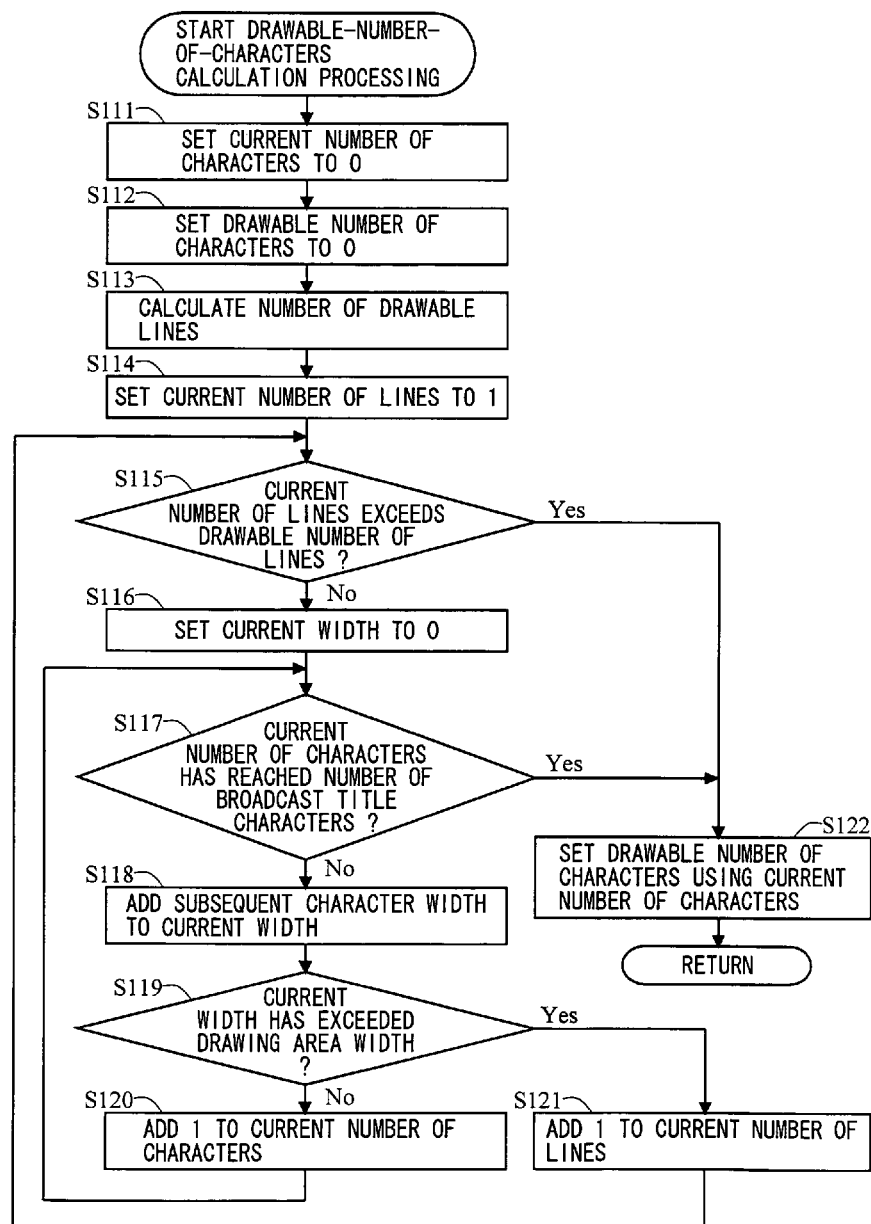 START DRAWABLE-NUMBER-
OF-CHARACTERS
CALCULATION PROCESSING
S111
SET CURRENT NUMBER OF
CHARACTERS TO 0
S112
SET DRAWABLE NUMBER OF
CHARACTERS TO 0
S113
CALCULATE NUMBER OF DRAWABLE
LINES
S114
SET CURRENT NUMBER OF LINES TO 1
S115
CURRENT
NUMBER OF LINES EXCEEDS
DRAWABLE NUMBER OF
LINES ?
Yes
No
S116
SET CURRENT WIDTH TO 0
S117
CURRENT
NUMBER OF CHARACTERS
HAS REACHED NUMBER OF
BROADCAST TITLE
CHARACTERS ?
Yes
No
S122
SET DRAWABLE NUMBER OF
CHARACTERS USING CURRENT
NUMBER OF CHARACTERS
RETURN
S118
ADD SUBSEQUENT CHARACTER WIDTH
TO CURRENT WIDTH
S119
CURRENT
WIDTH HAS EXCEEDED
DRAWING AREA WIDTH
?
Yes
No
S120
ADD 1 TO CURRENT NUMBER OF
CHARACTERS
S121
ADD 1 TO CURRENT NUMBER OF
LINES